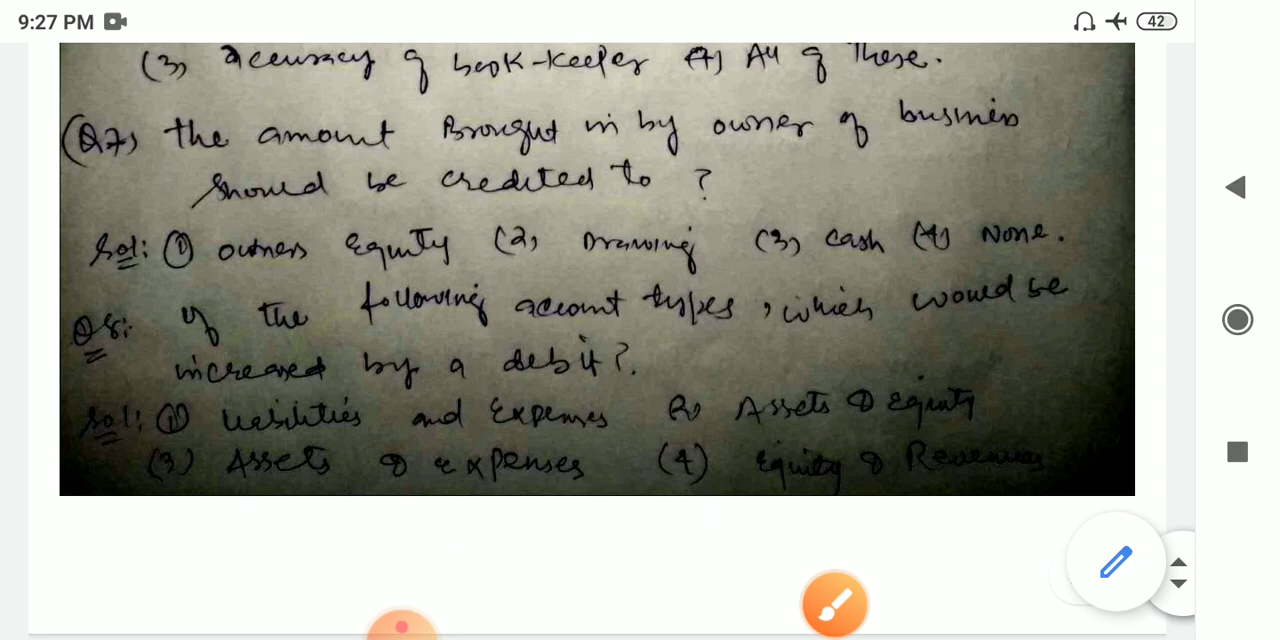 9:27 PM
42
(3) accuracy of book-keeper (4) All of these.
(Q7) the amount Brought in by owner of business
should be credited to ?
Sol: (1) owners Equity (2) Drawing (3) cash (4) None.
Q8: of the following account types, which would be
increased by a debit?.
Sol: (1) liabilities and Expenses (2) Assets & Equity
(3) Assets & expenses (4) Equity & Revenues